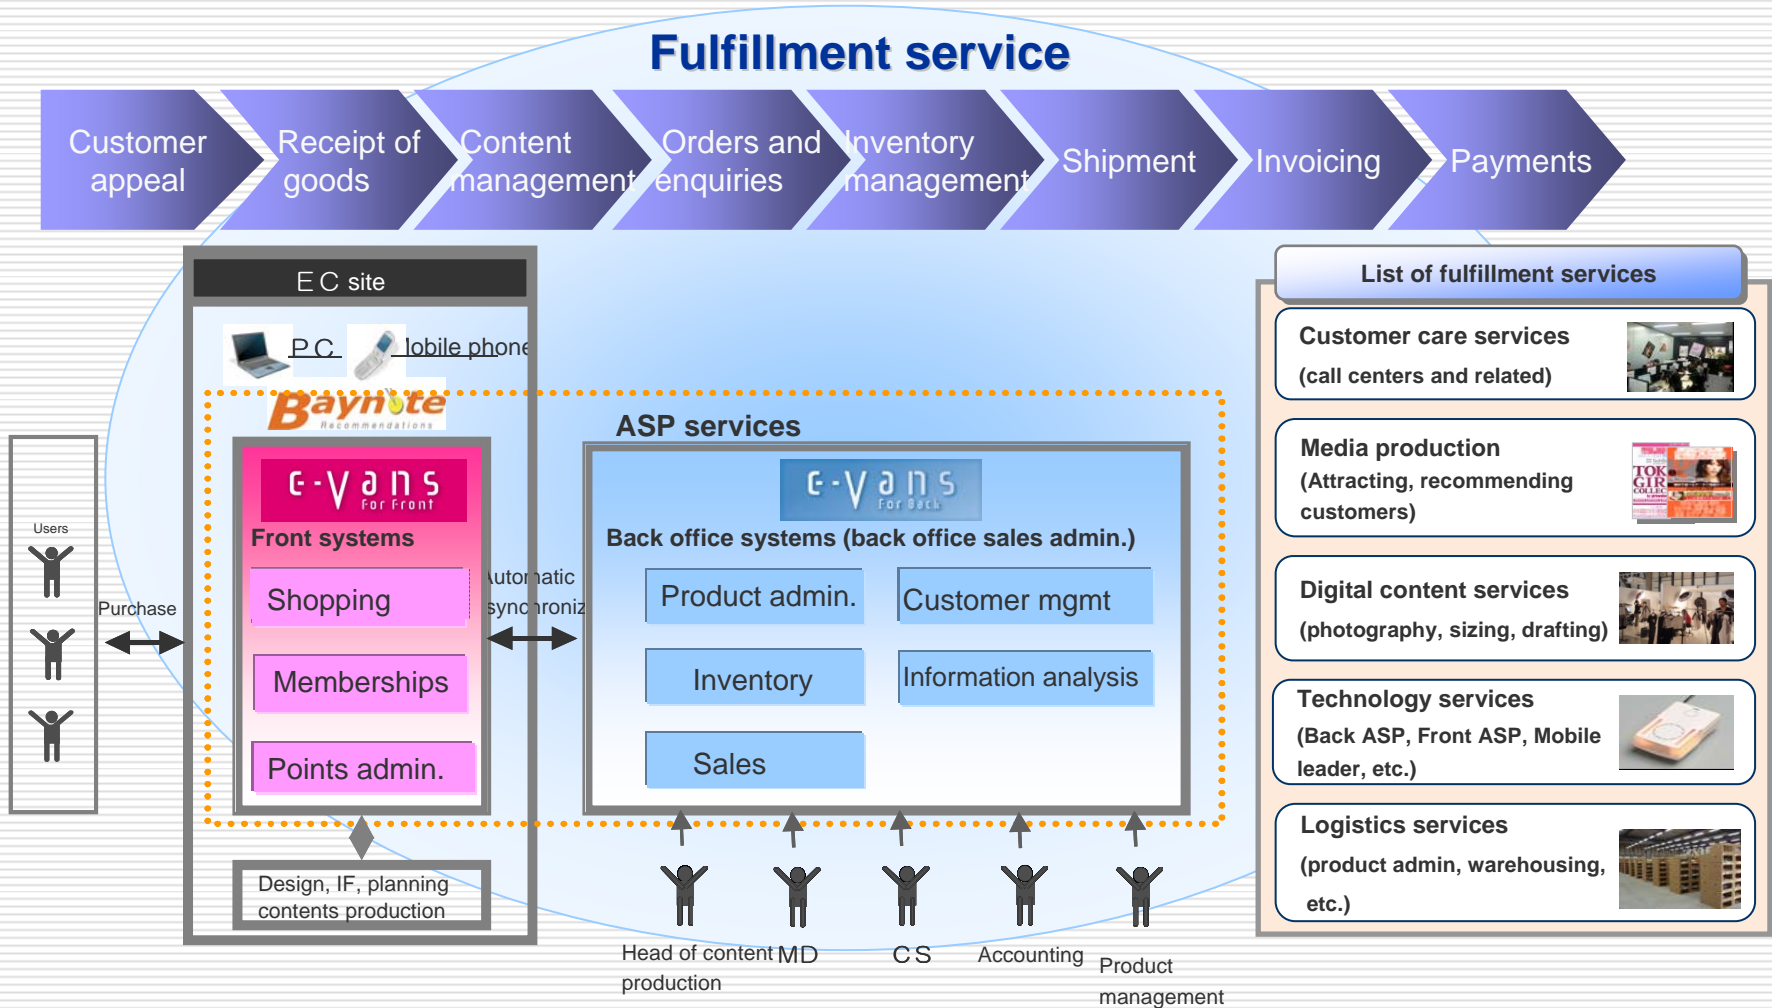 Fulfillment service
Customer
appeal
Receipt of
goods
Content
management
Orders and
enquiries
Inventory
management
Shipment
Invoicing
Payments
ＥＣ site
ＰＣ
lobile phone
Baynote
Recommendations
ASP services
e-vans
For Front
Front systems
Shopping
Memberships
Points admin.
Design, IF, planning
contents production
Users
Purchase
Automatic
synchroniz
e-vans
For Back
Back office systems (back office sales admin.)
Product admin.
Customer mgmt
Inventory
Information analysis
Sales
Head of content
production
ＭＤ
ＣＳ
Accounting
Product
management
List of fulfillment services
Customer care services
(call centers and related)
Media production
(Attracting, recommending
customers)
TOK
GIR
COLLEC
Digital content services
(photography, sizing, drafting)
Technology services
(Back ASP, Front ASP, Mobile
leader, etc.)
Logistics services
(product admin, warehousing,
etc.)